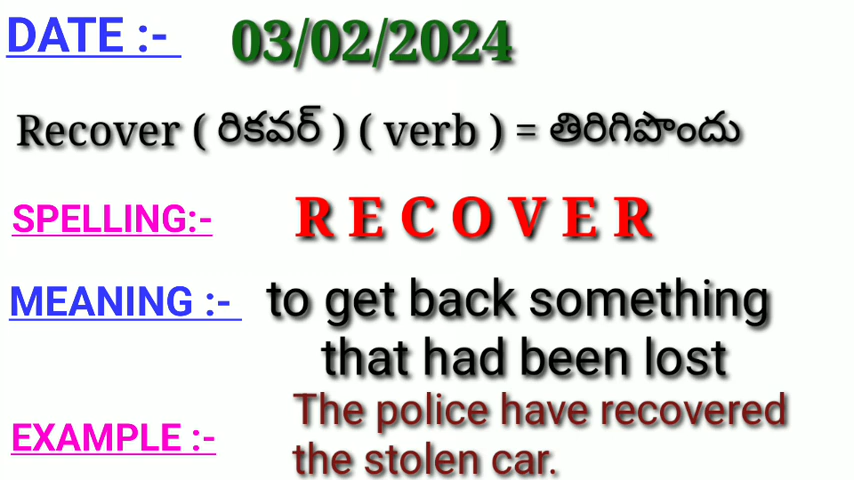 DATE :- 03/02/2024
Recover ( రికవర్ ) ( verb ) = తిరిగిపొందు
SPELLING:- R E C O V E R
MEANING :- to get back something
that had been lost
The police have recovered
EXAMPLE :- the stolen car.